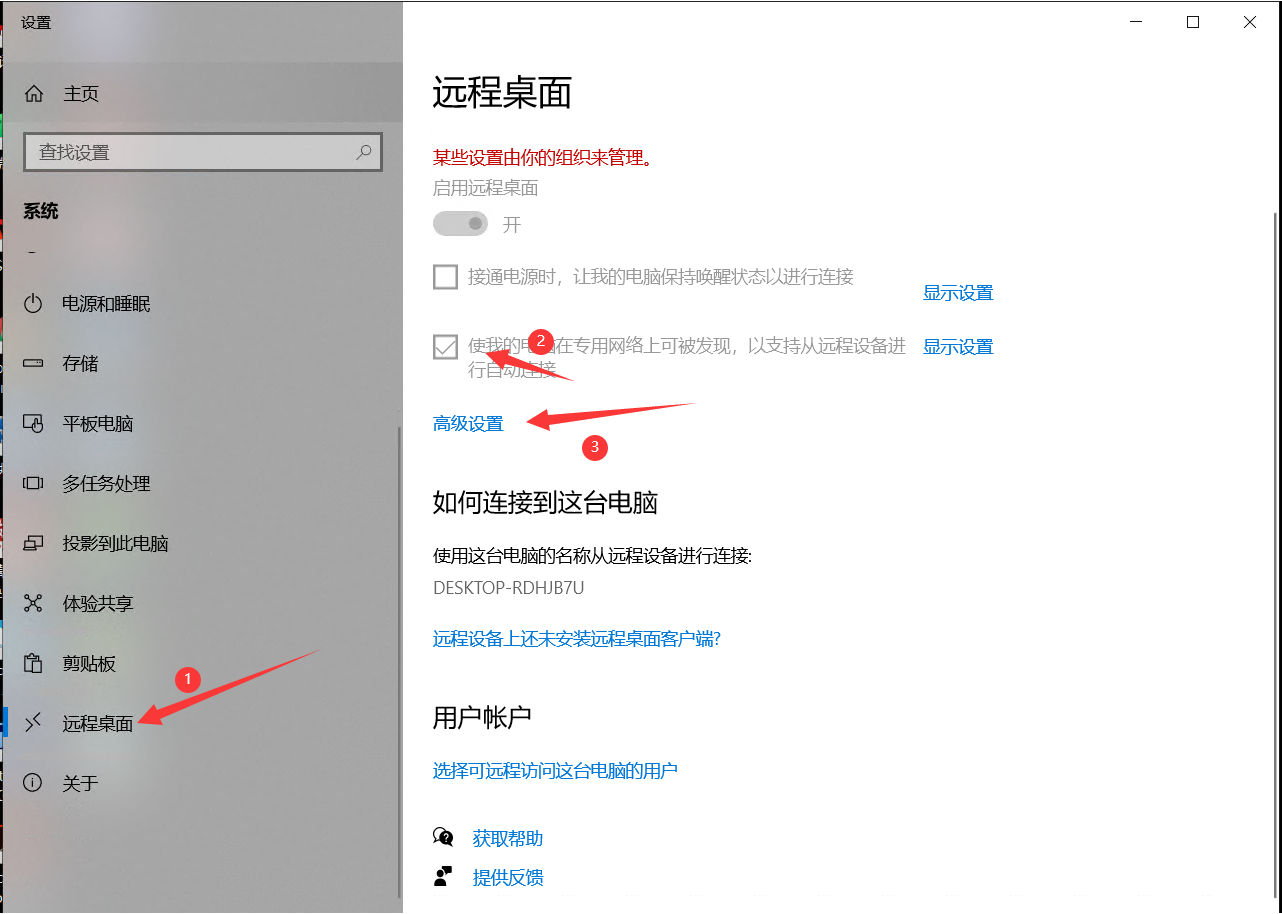 设置
主页
查找设置
系统
电源和睡眠
存储
平板电脑
多任务处理
投影到此电脑
体验共享
剪贴板
1
远程桌面
关于
远程桌面
某些设置由你的组织来管理。
启用远程桌面
开
接通电源时，让我的电脑保持唤醒状态以进行连接
显示设置
2
使我的电脑在专用网络上可被发现，以支持从远程设备进
行自动连接
显示设置
高级设置
3
如何连接到这台电脑
使用这台电脑的名称从远程设备进行连接:
DESKTOP-RDHJB7U
远程设备上还未安装远程桌面客户端?
用户帐户
选择可远程访问这台电脑的用户
获取帮助
提供反馈